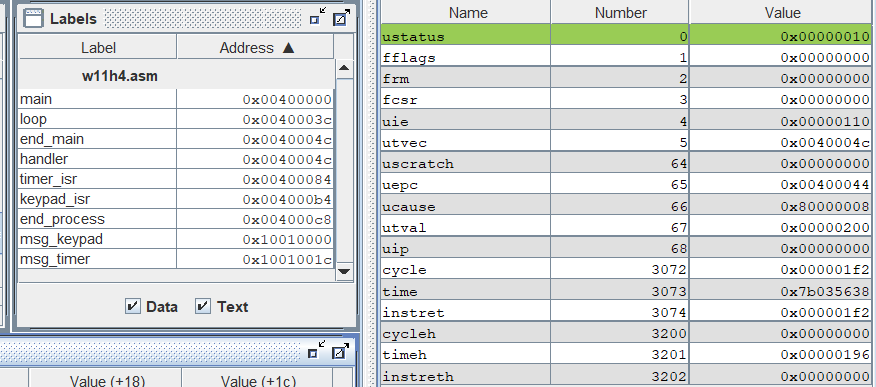 Labels
Label Address ▲
w11h4.asm
main 0x00400000
loop 0x0040003c
end_main 0x0040004c
handler 0x0040004c
timer_isr 0x00400084
keypad_isr 0x004000b4
end_process 0x004000c8
msg_keypad 0x10010000
msg_timer 0x1001001c
Data Text
Value (+18) Value (+1c)
Name Number Value
ustatus 0 0x00000010
fflags 1 0x00000000
frm 2 0x00000000
fcsr 3 0x00000000
uie 4 0x00000110
utvec 5 0x0040004c
uscratch 64 0x00000000
uepc 65 0x00400044
ucause 66 0x80000008
utval 67 0x00000200
uip 68 0x00000000
cycle 3072 0x000001f2
time 3073 0x7b035638
instret 3074 0x000001f2
cycleh 3200 0x00000000
timeh 3201 0x00000196
instreth 3202 0x00000000